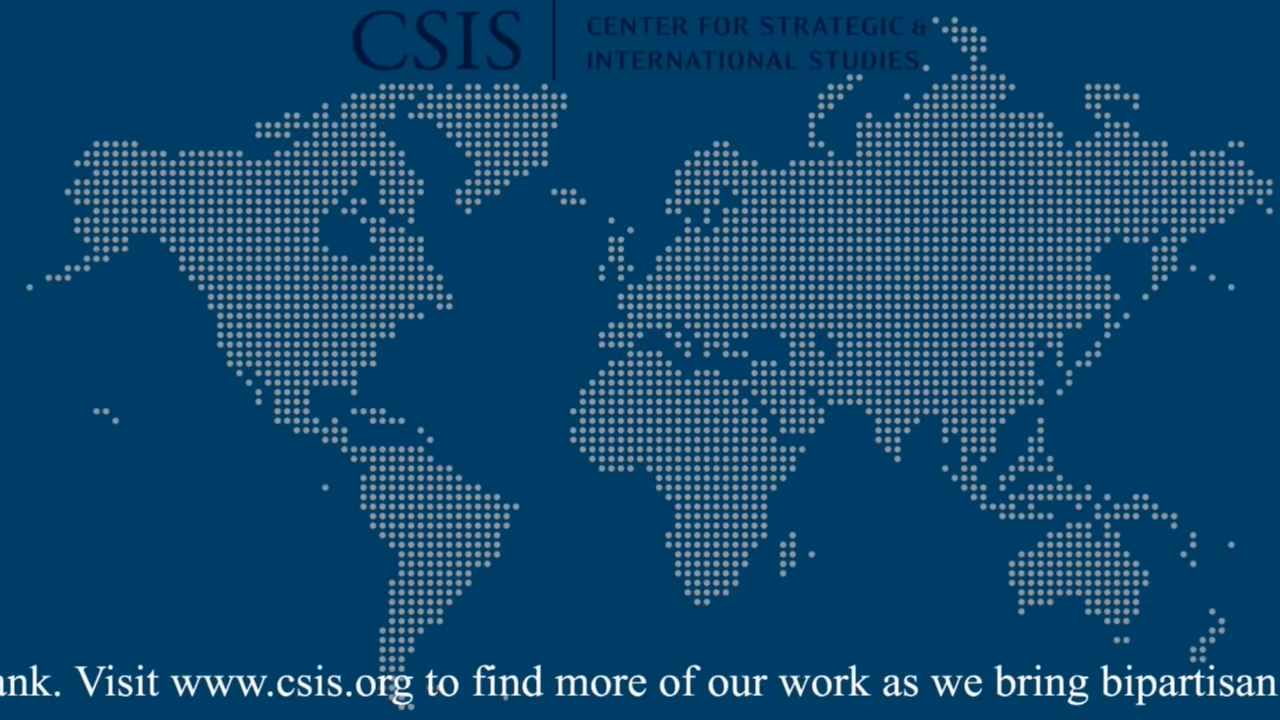 CSIS
CENTER FOR STRATEGIC &
INTERNATIONAL STUDIES
ank. Visit www.csis.org to find more of our work as we bring bipartisan